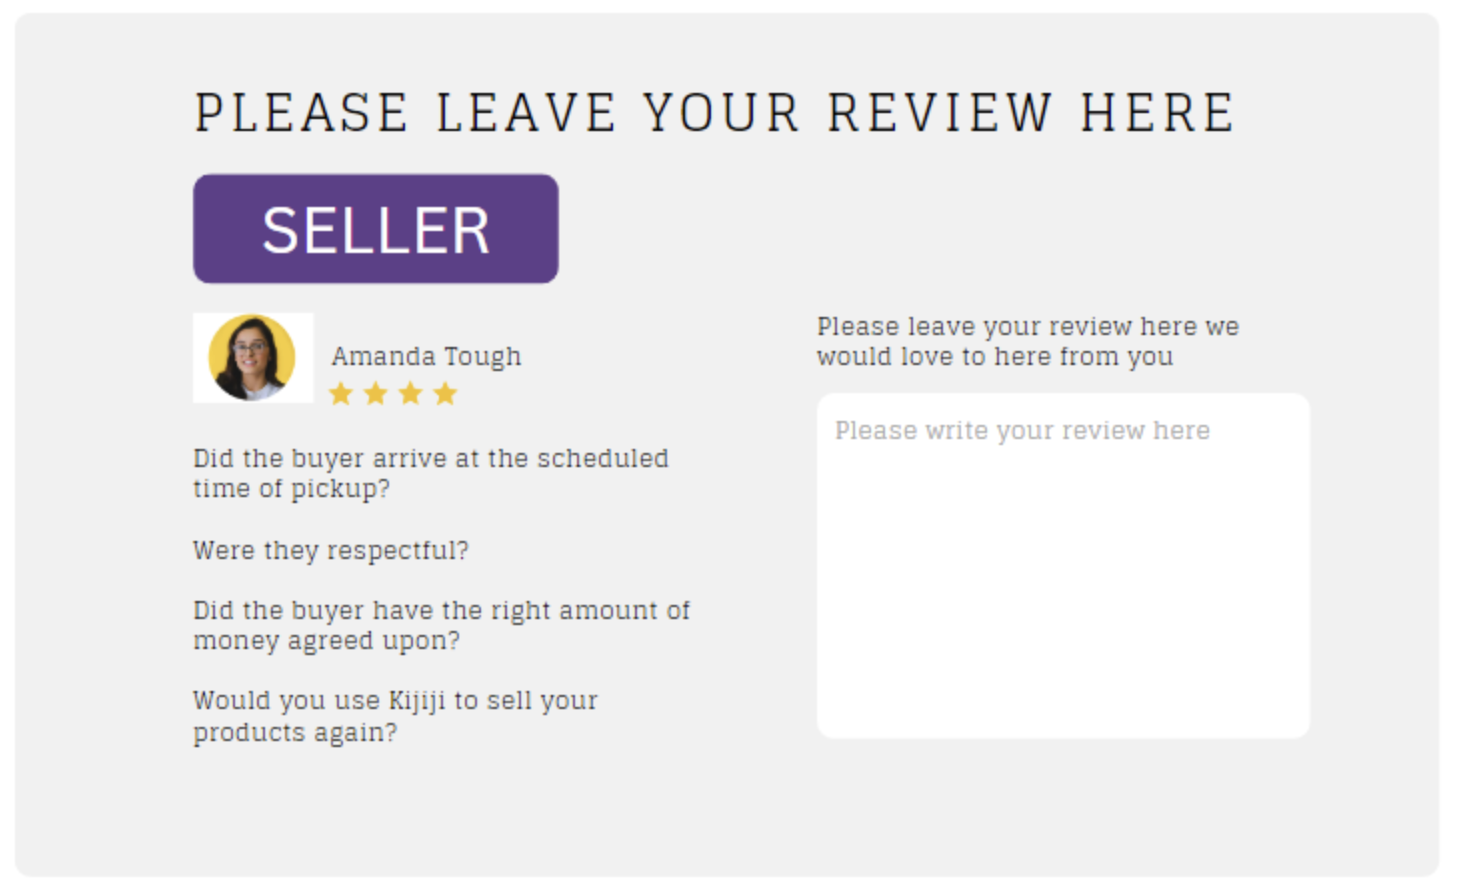 PLEASE LEAVE YOUR REVIEW HERE
SELLER
Amanda Tough
Did the buyer arrive at the scheduled
time of pickup?
Were they respectful?
Did the buyer have the right amount of
money agreed upon?
Would you use Kijiji to sell your
products again?
Please leave your review here we
would love to here from you
Please write your review here